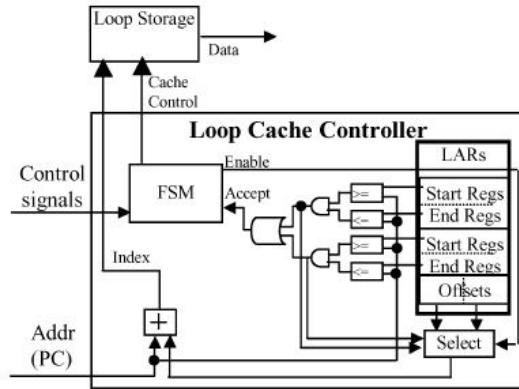 Loop Storage
Data
Cache
Control
Loop Cache Controller
LARs
Enable
Control
signals
FSM
Accept
>=
Start Regs
<=
End Regs
>=
Start Regs
<=
End Regs
Index
Offsets
Addr
(PC)
+
Select